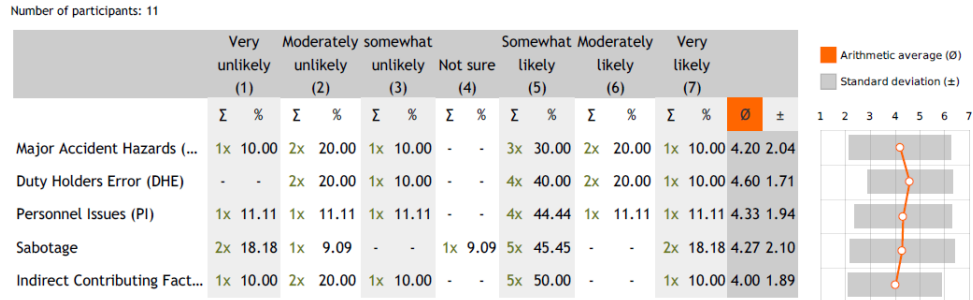 Number of participants: 11
Very unlikely (1) Moderately unlikely (2) somewhat unlikely (3) Not sure (4) Somewhat likely (5) Moderately likely (6) Very likely (7)
Σ % Σ % Σ % Σ % Σ % Σ % Σ % Ø ±
Major Accident Hazards (... 1x 10.00 2x 20.00 1x 10.00 - - 3x 30.00 2x 20.00 1x 10.00 4.20 2.04
Duty Holders Error (DHE) - - 2x 20.00 1x 10.00 - - 4x 40.00 2x 20.00 1x 10.00 4.60 1.71
Personnel Issues (PI) 1x 11.11 1x 11.11 1x 11.11 - - 4x 44.44 1x 11.11 1x 11.11 4.33 1.94
Sabotage 2x 18.18 1x 9.09 - - 1x 9.09 5x 45.45 - - 2x 18.18 4.27 2.10
Indirect Contributing Fact... 1x 10.00 2x 20.00 1x 10.00 - - 5x 50.00 - - 1x 10.00 4.00 1.89
Arithmetic average (Ø)
Standard deviation (±)
1 2 3 4 5 6 7